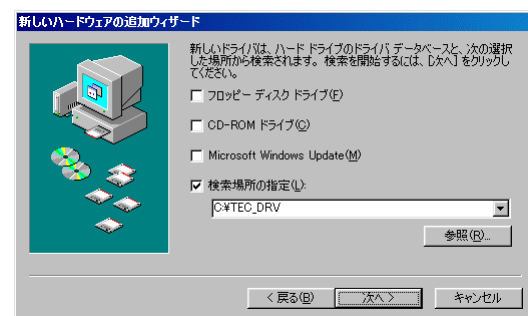 新しいハードウェアの追加ウィザード
新しいドライバは、ハード ドライブのドライバ データベースと、次の選択
した場所から検索されます。検索を開始するには、[次へ] をクリックし
てください。
フロッピー ディスク ドライブ(F)
CD-ROM ドライブ(C)
Microsoft Windows Update(M)
検索場所の指定(L):
C:¥TEC_DRV
参照(R)...
< 戻る(B)
次へ >
キャンセル